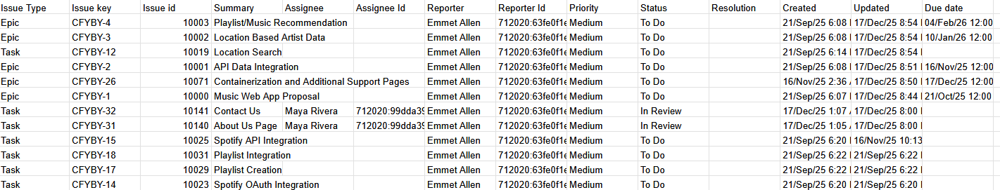 Issue Type Issue key Issue id Summary Assignee Assignee Id Reporter Reporter Id Priority Status Resolution Created Updated Due date
Epic CFYBY-4 10003 Playlist/Music Recommendation Emmet Allen 712020:63fe0f1e Medium To Do 21/Sep/25 6:08 17/Dec/25 8:54 04/Feb/26 12:00
Epic CFYBY-3 10002 Location Based Artist Data Emmet Allen 712020:63fe0f1e Medium To Do 21/Sep/25 6:08 17/Dec/25 8:54 10/Jan/26 12:00
Task CFYBY-12 10019 Location Search Emmet Allen 712020:63fe0f1e Medium To Do 21/Sep/25 6:14 17/Dec/25 8:54
Epic CFYBY-2 10001 API Data Integration Emmet Allen 712020:63fe0f1e Medium To Do 21/Sep/25 6:08 17/Dec/25 8:51 16/Nov/25 12:00
Epic CFYBY-26 10071 Containerization and Additional Support Pages Emmet Allen 712020:63fe0f1e Medium To Do 16/Nov/25 2:36 17/Dec/25 8:50 17/Dec/25 12:00
Epic CFYBY-1 10000 Music Web App Proposal Emmet Allen 712020:63fe0f1e Medium To Do 21/Sep/25 6:07 17/Dec/25 8:44 21/Oct/25 12:00
Task CFYBY-32 10141 Contact Us Maya Rivera 712020:99dda39 Emmet Allen 712020:63fe0f1e Medium In Review 17/Dec/25 1:07 17/Dec/25 8:00
Task CFYBY-31 10140 About Us Page Maya Rivera 712020:99dda39 Emmet Allen 712020:63fe0f1e Medium In Review 17/Dec/25 1:05 17/Dec/25 8:00
Task CFYBY-15 10025 Spotify API Integration Emmet Allen 712020:63fe0f1e Medium To Do 21/Sep/25 6:20 16/Nov/25 10:13
Task CFYBY-18 10031 Playlist Integration Emmet Allen 712020:63fe0f1e Medium To Do 21/Sep/25 6:22 21/Sep/25 6:22
Task CFYBY-17 10029 Playlist Creation Emmet Allen 712020:63fe0f1e Medium To Do 21/Sep/25 6:22 21/Sep/25 6:22
Task CFYBY-14 10023 Spotify OAuth Integration Emmet Allen 712020:63fe0f1e Medium To Do 21/Sep/25 6:20 21/Sep/25 6:20